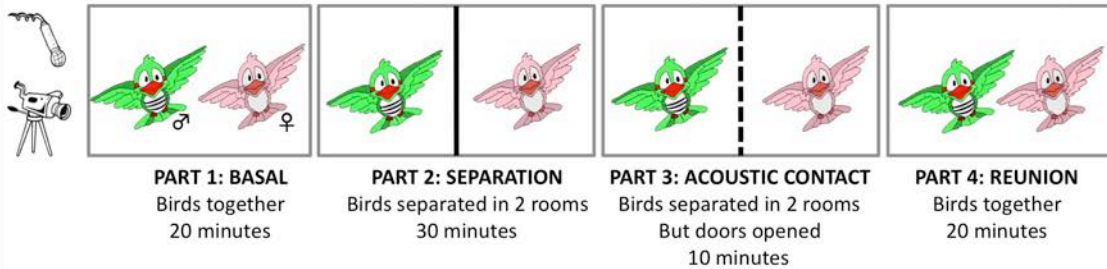 ♂
♀
PART 1: BASAL
Birds together
20 minutes
PART 2: SEPARATION
Birds separated in 2 rooms
30 minutes
PART 3: ACOUSTIC CONTACT
Birds separated in 2 rooms
But doors opened
10 minutes
PART 4: REUNION
Birds together
20 minutes